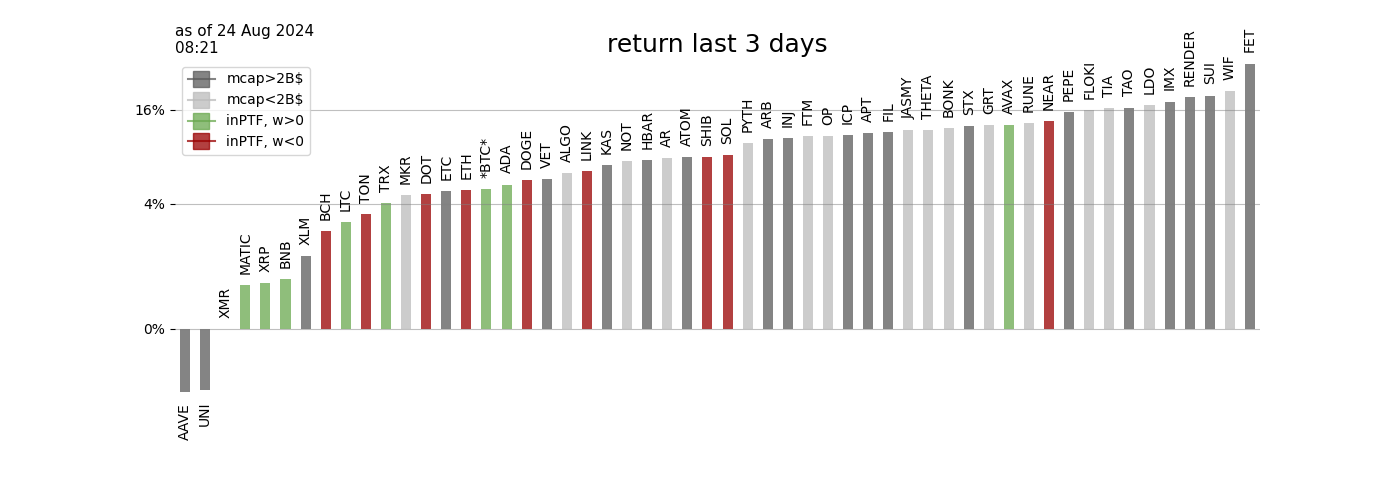 as of 24 Aug 2024
08:21
return last 3 days
mcap>2B$
mcap<2B$
inPTF, w>0
inPTF, w<0
16%
4%
0%
AAVE
UNI
XMR
MATIC
XRP
BNB
XLM
BCH
LTC
TON
TRX
MKR
DOT
ETC
ETH
*BTC*
ADA
DOGE
VET
ALGO
LINK
KAS
NOT
HBAR
AR
ATOM
SHIB
SOL
PYTH
ARB
INJ
FTM
OP
ICP
APT
FIL
JASMY
THETA
BONK
STX
GRT
AVAX
RUNE
NEAR
PEPE
FLOKI
TIA
TAO
LDO
IMX
RENDER
SUI
WIF
FET